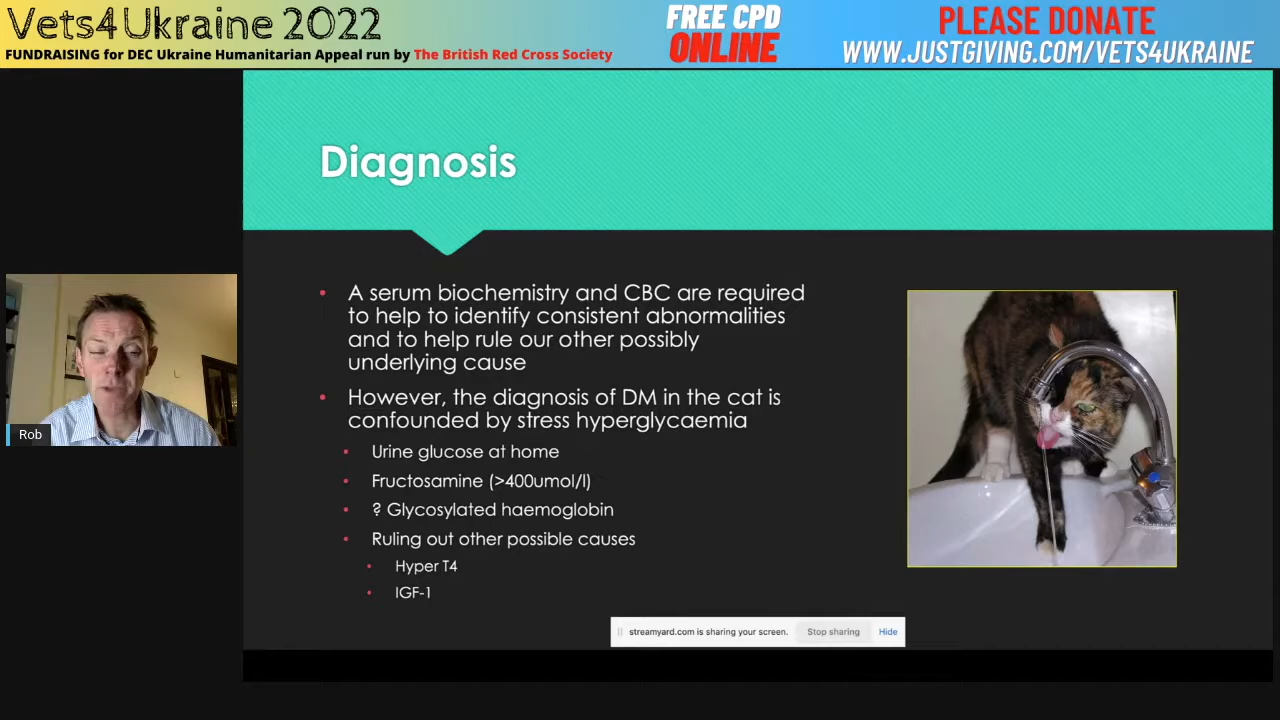 Vets4Ukraine 2022
FUNDRAISING for DEC Ukraine Humanitarian Appeal run by The British Red Cross Society
FREE CPD
ONLINE
PLEASE DONATE
WWW.JUSTGIVING.COM/VETS4UKRAINE
Diagnosis
• A serum biochemistry and CBC are required
to help to identify consistent abnormalities
and to help rule our other possibly
underlying cause
• However, the diagnosis of DM in the cat is
confounded by stress hyperglycaemia
• Urine glucose at home
• Fructosamine (>400umol/l)
• ? Glycosylated haemoglobin
• Ruling out other possible causes
• Hyper T4
• IGF-1
Rob
streamyard.com is sharing your screen. Stop sharing Hide